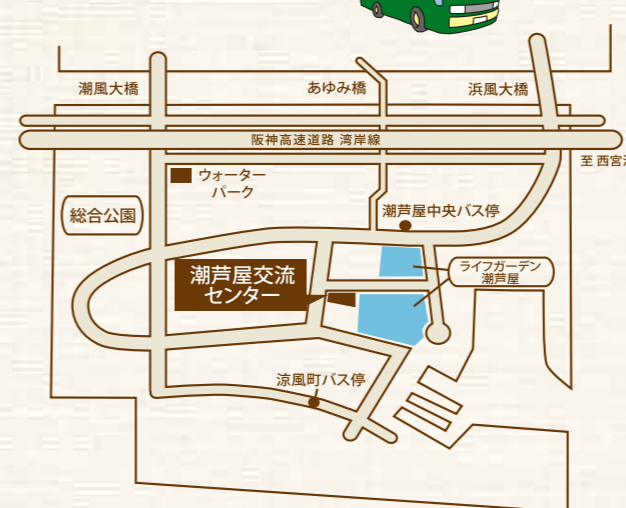 潮風大橋
あゆみ橋
浜風大橋
阪神高速道路 湾岸線
至 西宮
ウォーター
パーク
総合公園
潮芦屋中央バス停
ライフガーデン
潮芦屋
潮芦屋交流
センター
涼風町バス停